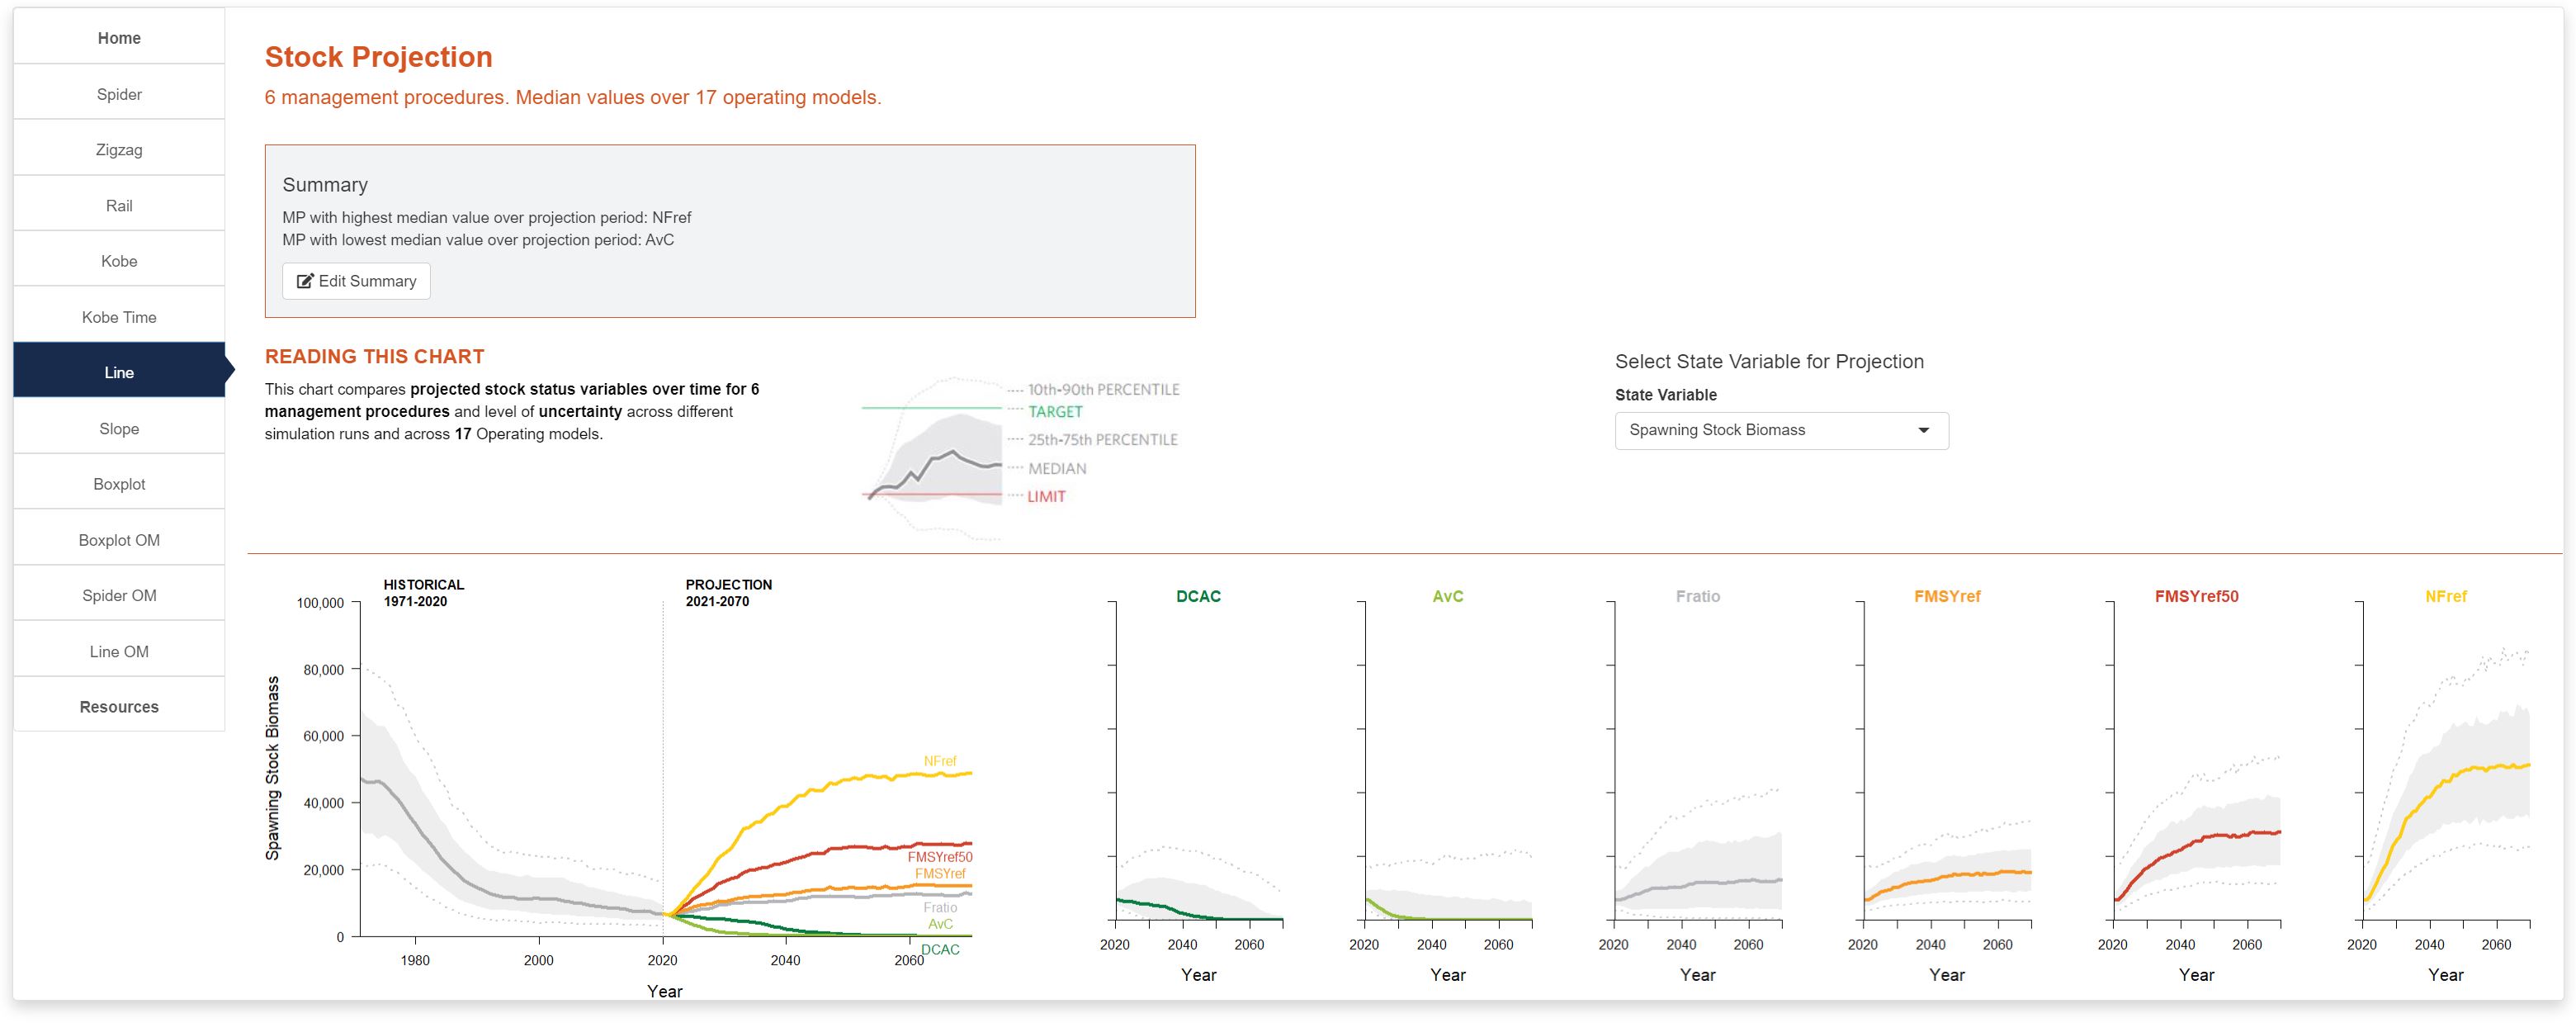 Home
Spider
Zigzag
Rail
Kobe
Kobe Time
Line
Slope
Boxplot
Boxplot OM
Spider OM
Line OM
Resources
Stock Projection
6 management procedures. Median values over 17 operating models.
Summary
MP with highest median value over projection period: NFref
MP with lowest median value over projection period: AvC
Edit Summary
READING THIS CHART
This chart compares projected stock status variables over time for 6
management procedures and level of uncertainty across different
simulation runs and across 17 Operating models.
10th-90th PERCENTILE
TARGET
25th-75th PERCENTILE
MEDIAN
LIMIT
Select State Variable for Projection
State Variable
Spawning Stock Biomass
HISTORICAL
1971-2020
PROJECTION
2021-2070
Spawning Stock Biomass
100,000
80,000
60,000
40,000
20,000
0
NFref
FMSYref50
FMSYref
Fratio
AvC
DCAC
1980 2000 2020 2040 2060
Year
DCAC
2020 2040 2060
Year
AvC
2020 2040 2060
Year
Fratio
2020 2040 2060
Year
FMSYref
2020 2040 2060
Year
FMSYref50
2020 2040 2060
Year
NFref
2020 2040 2060
Year